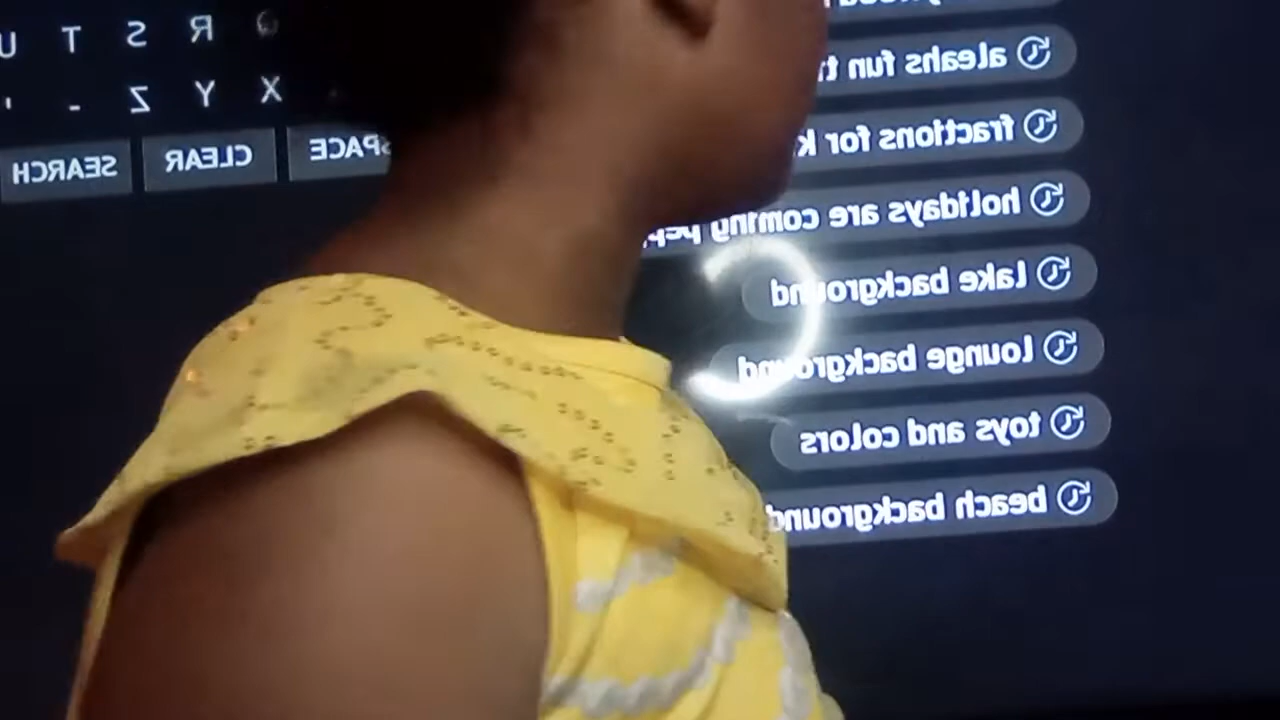 aleahs fun
fractions for
holidays are coming
lake background
lounge background
toys and colors
beach background
Q R S T U
X Y Z - '
SPACE CLEAR SEARCH